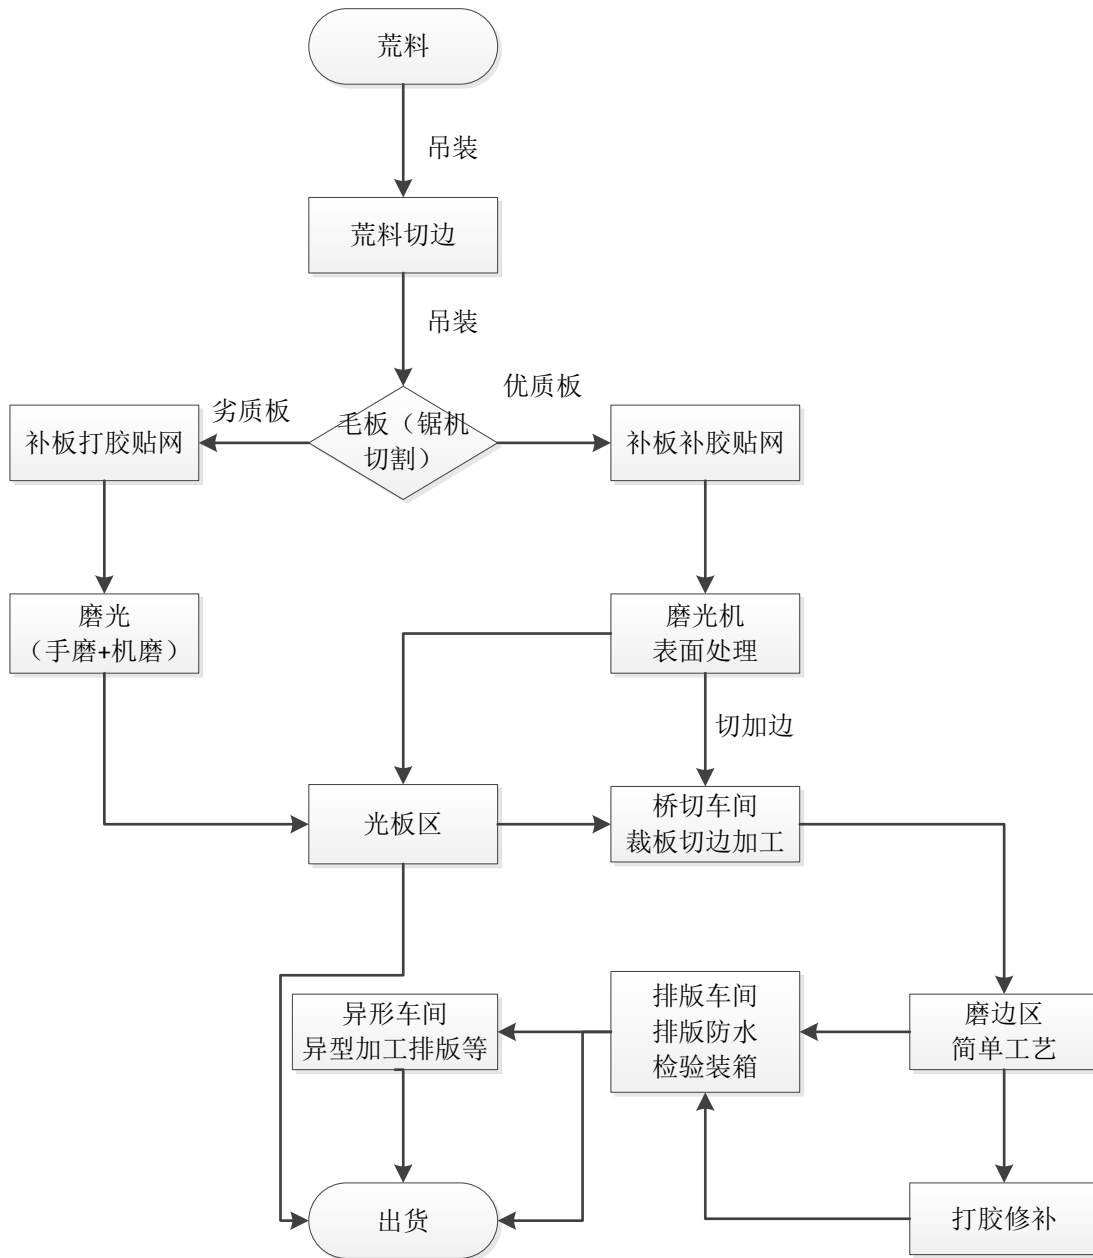 荒料
吊装
荒料切边
吊装
劣质板
优质板
补板打胶贴网
毛板（锯机
切割）
补板补胶贴网
磨光
（手磨+机磨）
磨光机
表面处理
切加边
光板区
桥切车间
裁板切边加工
异形车间
异型加工排版等
排版车间
排版防水
检验装箱
磨边区
简单工艺
出货
打胶修补